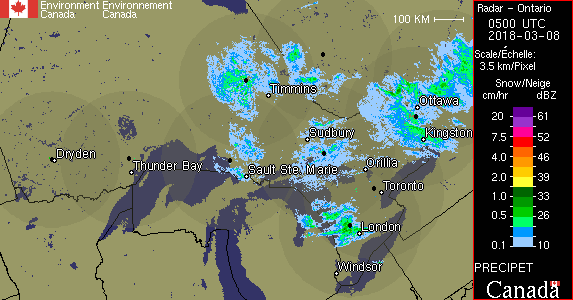 Environment Environnement
Canada Canada
100 KM
Timmins
Ottawa
Kingston
Sudbury
Dryden
Thunder Bay
Sault Ste. Marie
Orillia
Toronto
London
Windsor
Radar - Ontario
0500 UTC
2018-03-08
Scale/Échelle:
3.5 km/Pixel
Snow/Neige
cm/hr dBZ
20 61
7.5 52
4.0 46
2.0 39
1.0 33
0.5 26
0.1 10
PRECIPET
Canada